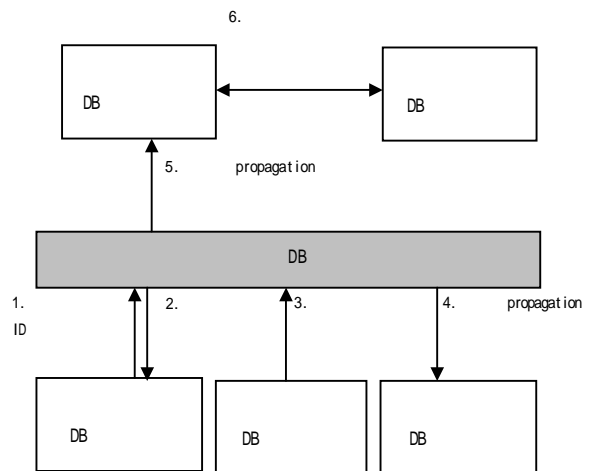 6.
DB
DB
5. propagation
DB
1.
ID
2.
3.
4. propagation
DB
DB
DB